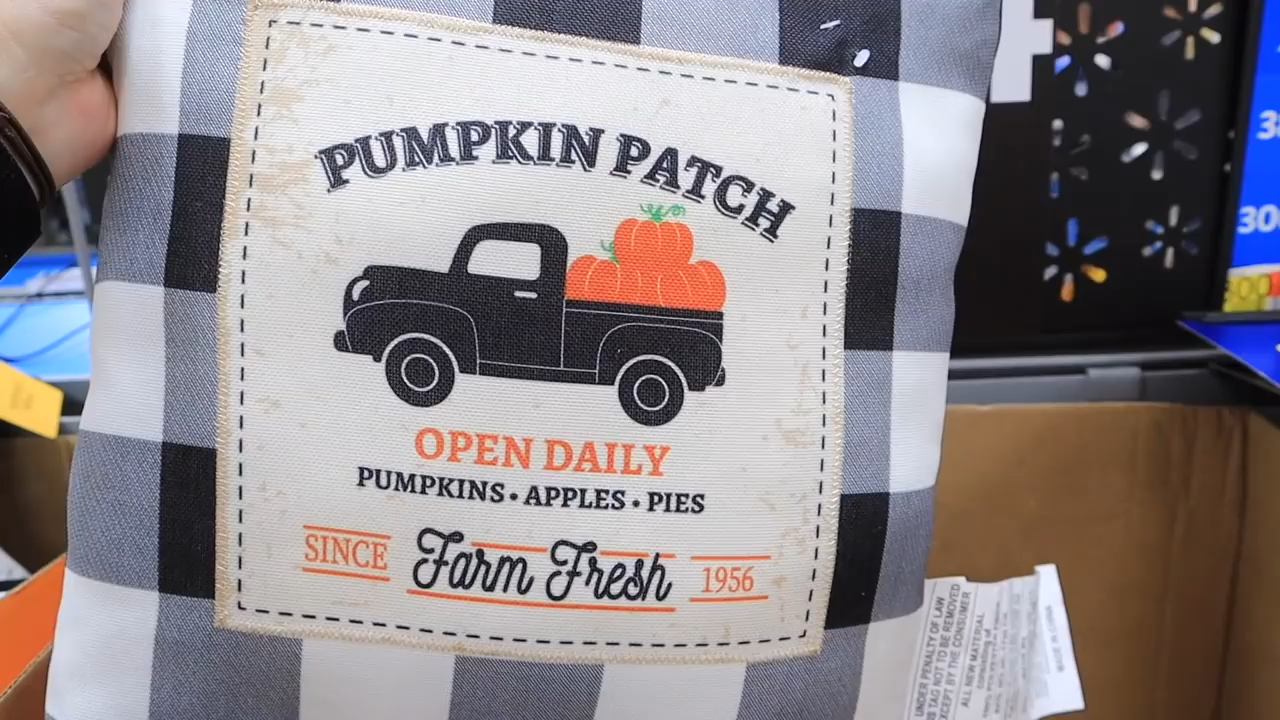 PUMPKIN PATCH
OPEN DAILY
PUMPKINS • APPLES • PIES
SINCE Farm Fresh 1956
UNDER PENALTY OF LAW
TAG NOT TO BE REMOVED
EXCEPT BY THE CONSUMER
ALL NEW MATERIAL
MADE IN CHINA
30